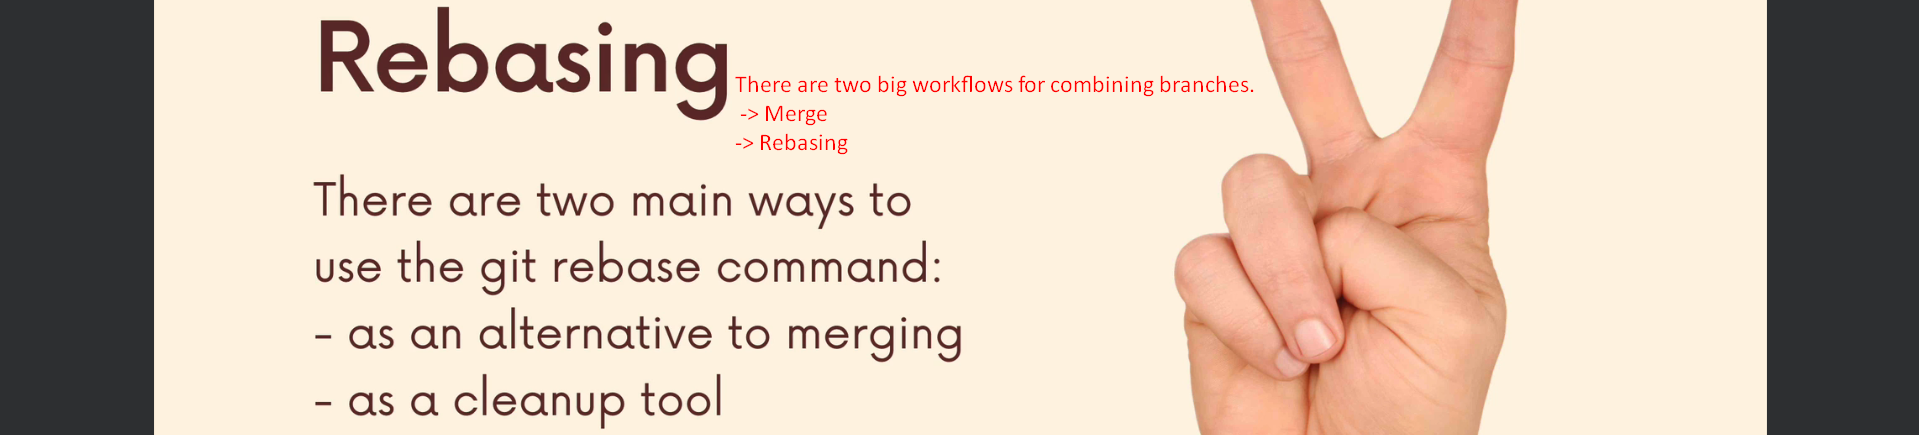 Rebasing
There are two big workflows for combining branches.
-> Merge
-> Rebasing
There are two main ways to
use the git rebase command:
- as an alternative to merging
- as a cleanup tool